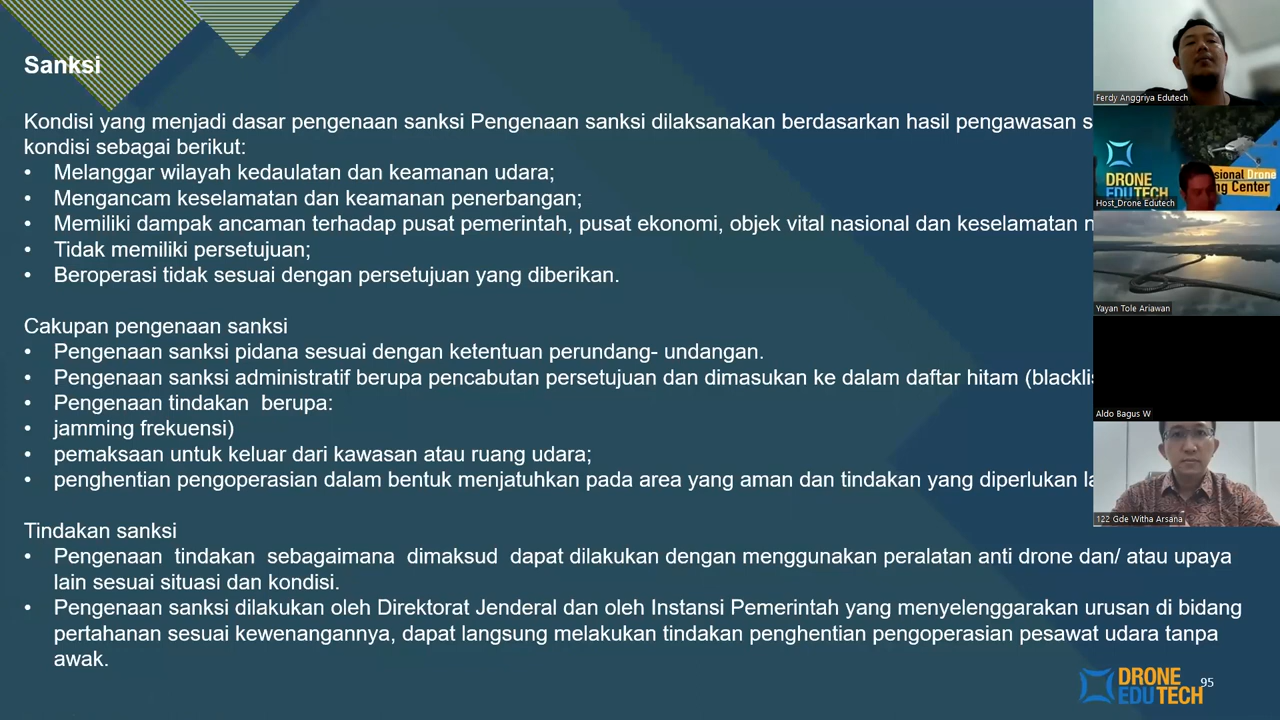 Sanksi
Kondisi yang menjadi dasar pengenaan sanksi Pengenaan sanksi dilaksanakan berdasarkan hasil pengawasan
kondisi sebagai berikut:
• Melanggar wilayah kedaulatan dan keamanan udara;
• Mengancam keselamatan dan keamanan penerbangan;
• Memiliki dampak ancaman terhadap pusat pemerintah, pusat ekonomi, objek vital nasional dan keselamatan
• Tidak memiliki persetujuan;
• Beroperasi tidak sesuai dengan persetujuan yang diberikan.
Cakupan pengenaan sanksi
• Pengenaan sanksi pidana sesuai dengan ketentuan perundang- undangan.
• Pengenaan sanksi administratif berupa pencabutan persetujuan dan dimasukan ke dalam daftar hitam
• Pengenaan tindakan  berupa:
• jamming frekuensi)
• pemaksaan untuk keluar dari kawasan atau ruang udara;
• penghentian pengoperasian dalam bentuk menjatuhkan pada area yang aman dan tindakan yang diperlukan
Tindakan sanksi
• Pengenaan  tindakan  sebagaimana  dimaksud  dapat dilakukan dengan menggunakan peralatan anti drone dan/ atau upaya
lain sesuai situasi dan kondisi.
• Pengenaan sanksi dilakukan oleh Direktorat Jenderal dan oleh Instansi Pemerintah yang menyelenggarakan urusan di bidang
pertahanan sesuai kewenangannya, dapat langsung melakukan tindakan penghentian pengoperasian pesawat udara tanpa
awak.
DRONE
EDUTECH
95
Ferdy Anggriya Edutech
DRONE
EDUTECH
Drone
Center
Host_Drone Edutech
Yayan Tole Ariawan
Aldo Bagus W
122 Gde Witha Arsana